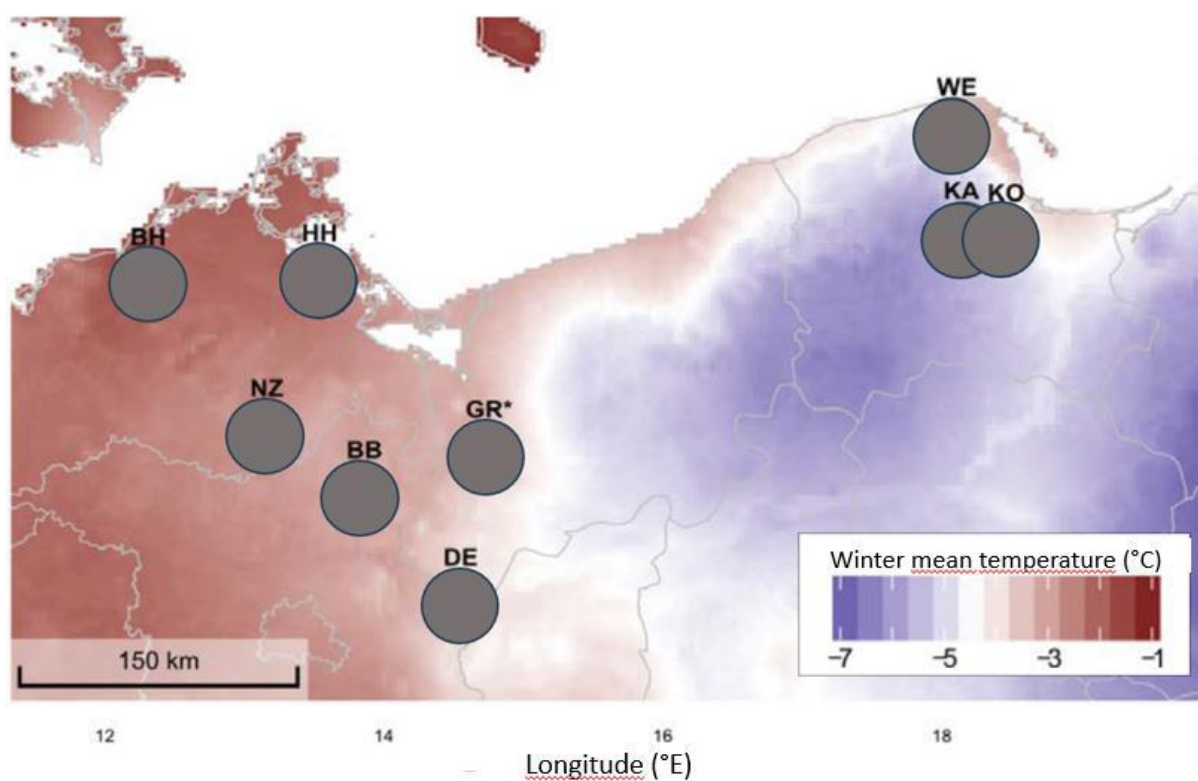 WE
KA KO
BH
HH
NZ
GR*
BB
DE
Winter mean temperature (°C)
−7 −5 −3 −1
150 km
12 14 16 18
Longitude (°E)